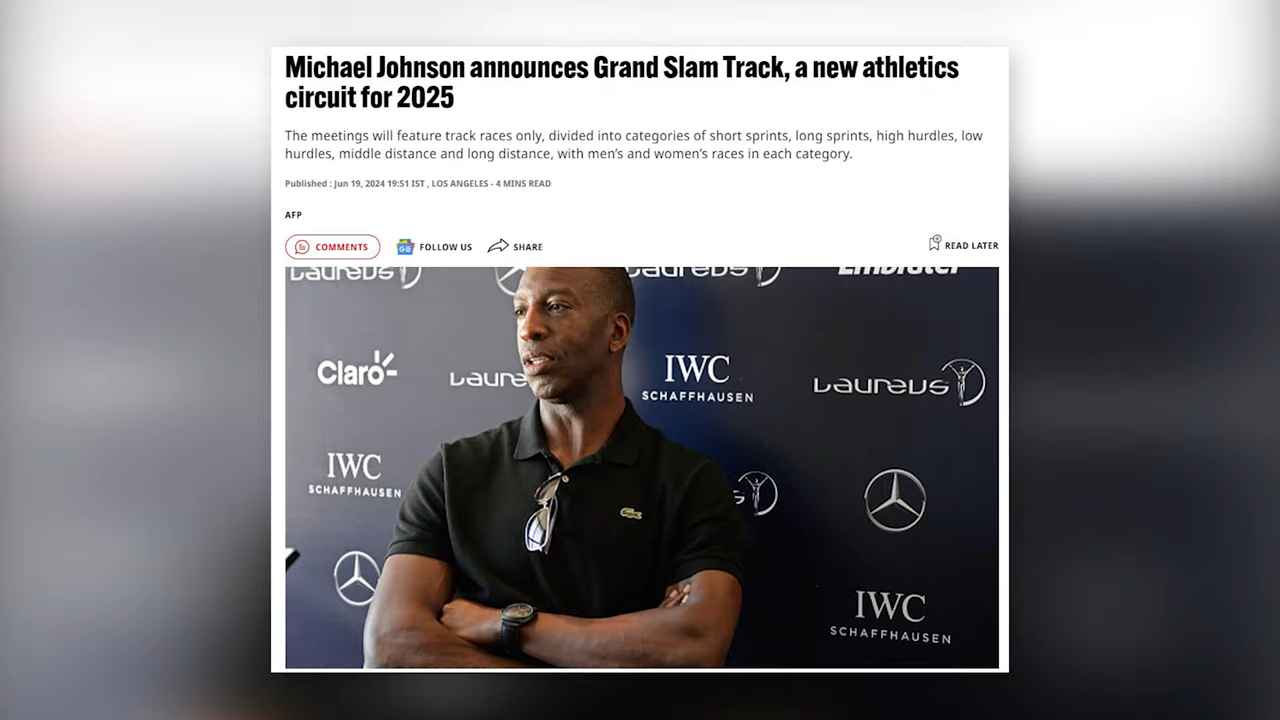 Michael Johnson announces Grand Slam Track, a new athletics
circuit for 2025
The meetings will feature track races only, divided into categories of short sprints, long sprints, high hurdles, low
hurdles, middle distance and long distance, with men's and women's races in each category.
Published : Jun 19, 2024 19:51 IST , LOS ANGELES - 4 MINS READ
AFP
COMMENTS
FOLLOW US
SHARE
READ LATER
Laureus
Laureus
Claro
Laure
IWC
SCHAFFHAUSEN
Laureus
IWC
SCHAFFHAUSEN
IWC
SCHAFFHAUSEN